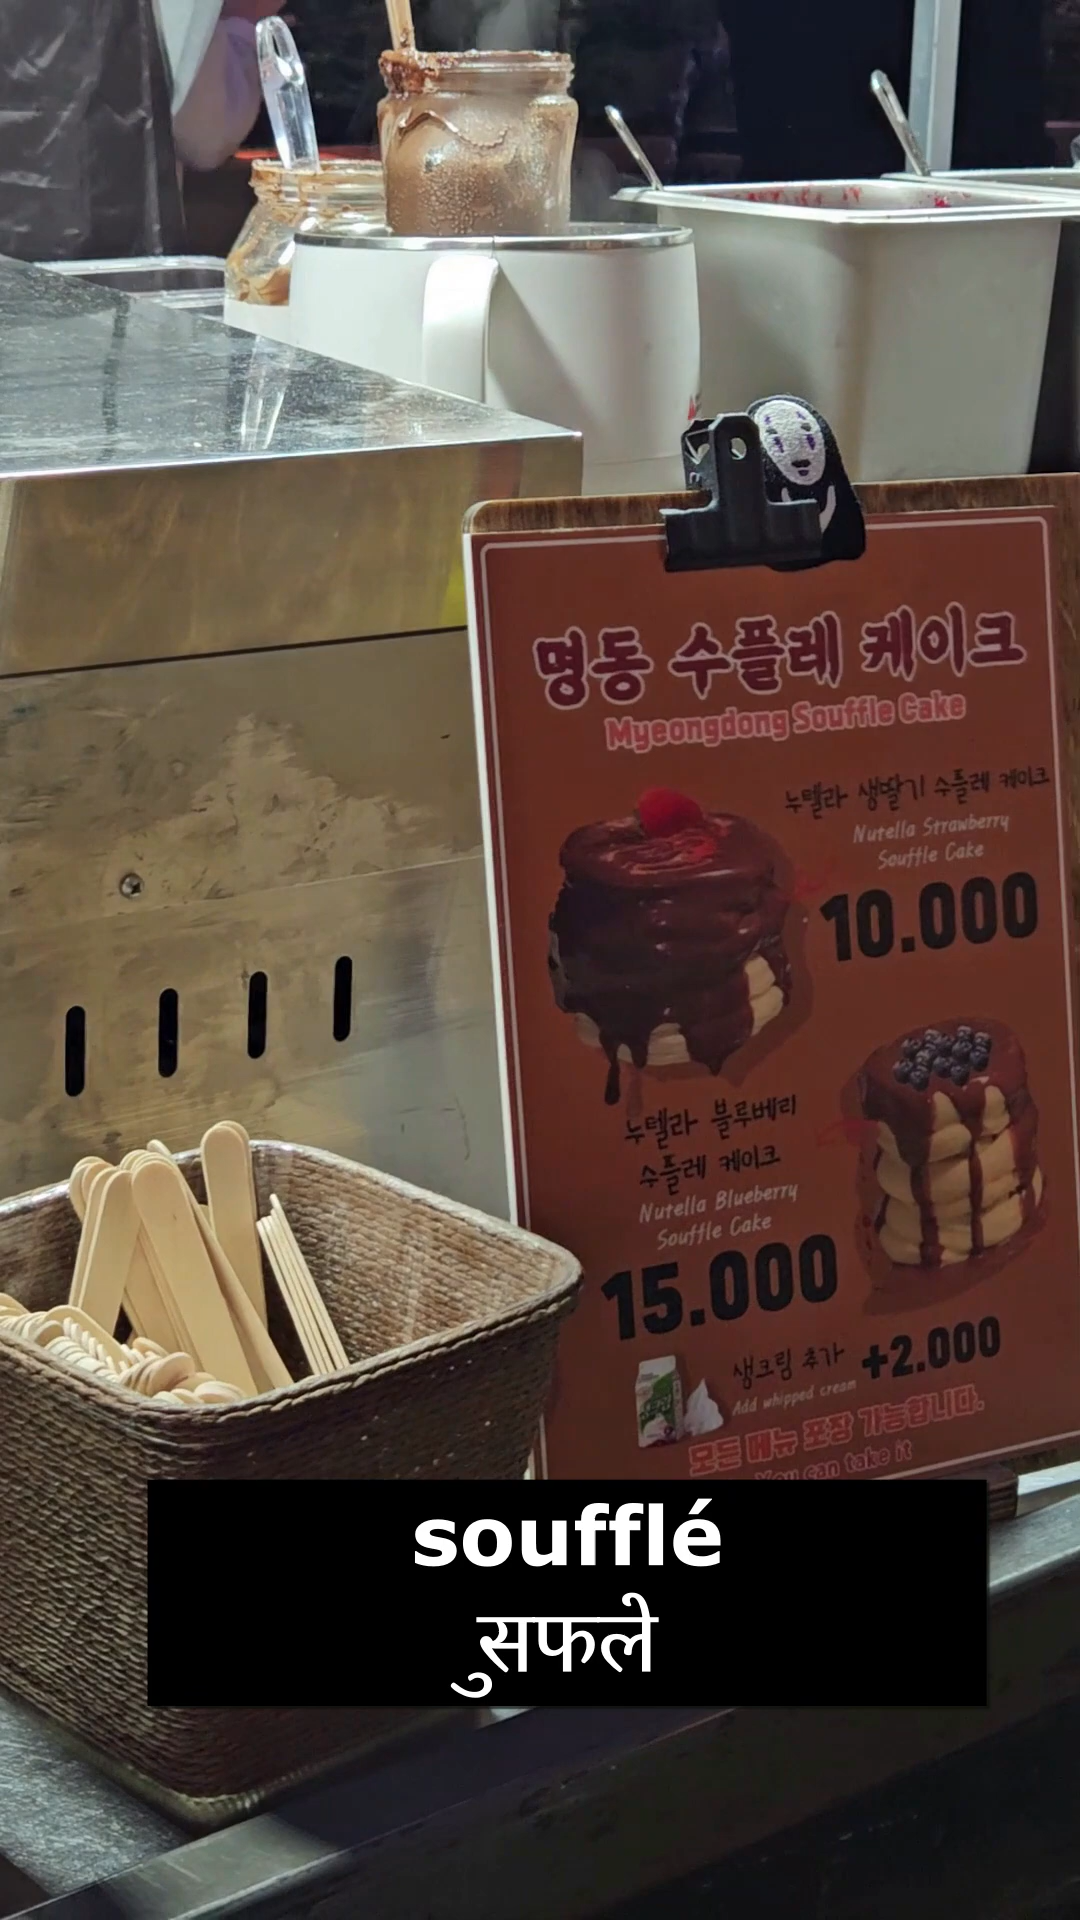 명동 수플레 케이크
Myeongdong Souffle Cake
누텔라 생딸기 수플레 케이크
Nutella Strawberry
Souffle Cake
10.000
누텔라 블루베리
수플레 케이크
Nutella Blueberry
Souffle Cake
15.000
생크림 추가 +2.000
Add whipped cream
모든 메뉴 포장 가능합니다.
You can take it
soufflé
सुफले